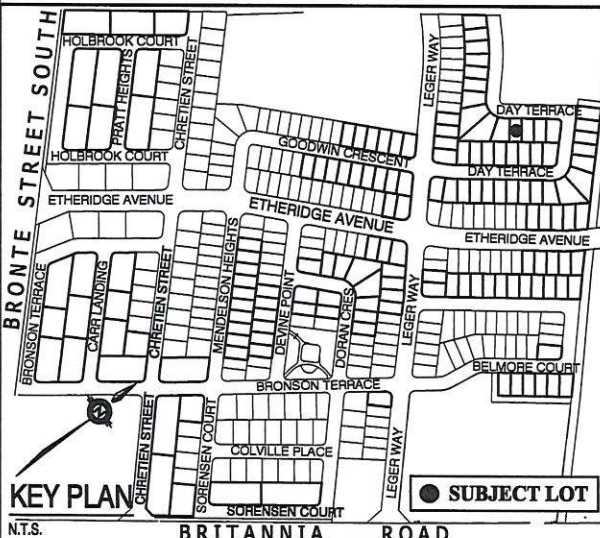 HOLBROOK COURT
BRONTE STREET SOUTH
PRATT HEIGHTS
CHRETIEN STREET
LEGER WAY
DAY TERRACE
GOODWIN CRESCENT
HOLBROOK COURT
DAY TERRACE
ETHERIDGE AVENUE
ETHERIDGE AVENUE
ETHERIDGE AVENUE
BRONSON TERRACE
CARR LANDING
CHRETIEN STREET
MENDELSON HEIGHTS
DEVINE POINT
DORAN CRES
LEGER WAY
BELMORE COURT
BRONSON TERRACE
CHRETIEN STREET
SORENSEN COURT
COLVILLE PLACE
LEGER WAY
N
KEY PLAN
SUBJECT LOT
SORENSEN COURT
N.T.S.
BRITANNIA ROAD